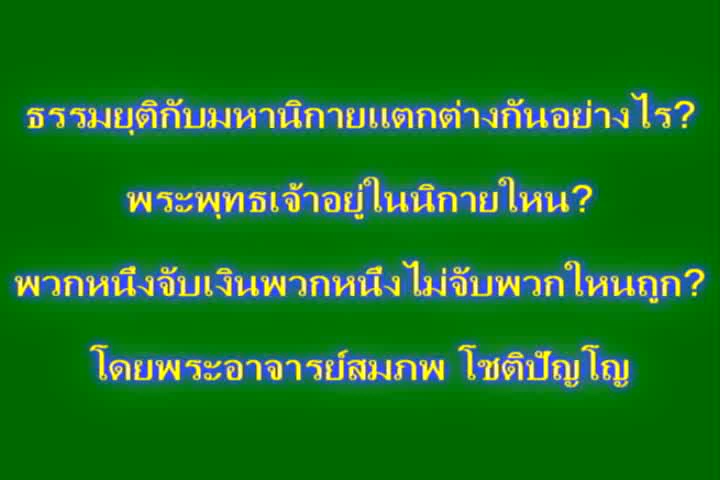 ธรรมยุติกับมหานิกายแตกต่างกันอย่างไร?
พระพุทธเจ้าอยู่ในนิกายใหน?
พวกหนึ่งจับเงินพวกหนึ่งไม่จับพวกใหนถูก?
โดยพระอาจารย์สมภพ โชติปัญโญ